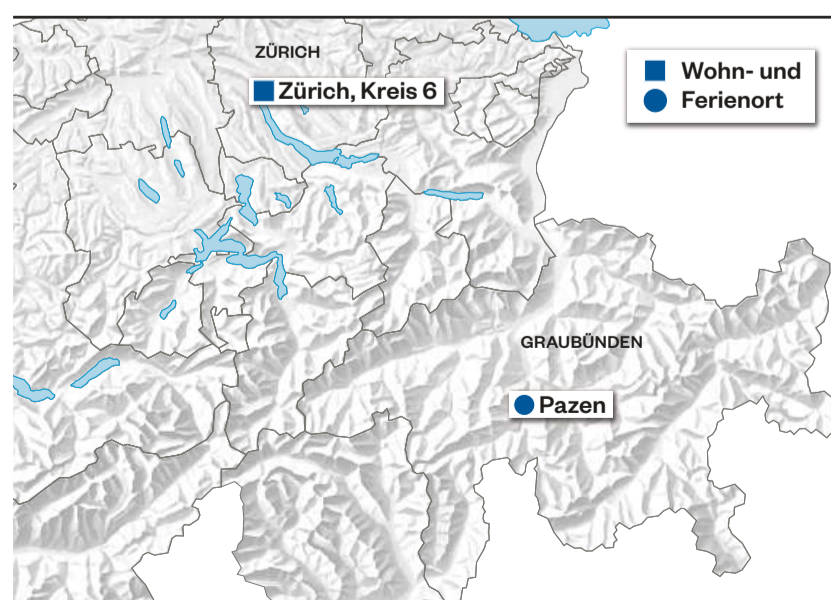 ZÜRICH
Zürich, Kreis 6
Wohn- und
Ferienort
GRAUBÜNDEN
Pazen